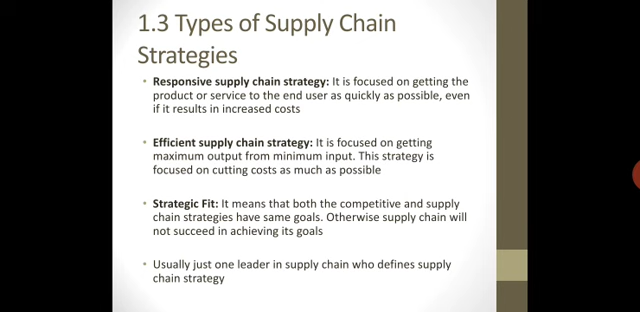 1.3 Types of Supply Chain
Strategies
• Responsive supply chain strategy: It is focused on getting the
product or service to the end user as quickly as possible, even
if it results in increased costs
• Efficient supply chain strategy: It is focused on getting
maximum output from minimum input. This strategy is
focused on cutting costs as much as possible
• Strategic Fit: It means that both the competitive and supply
chain strategies have same goals. Otherwise supply chain will
not succeed in achieving its goals
• Usually just one leader in supply chain who defines supply
chain strategy